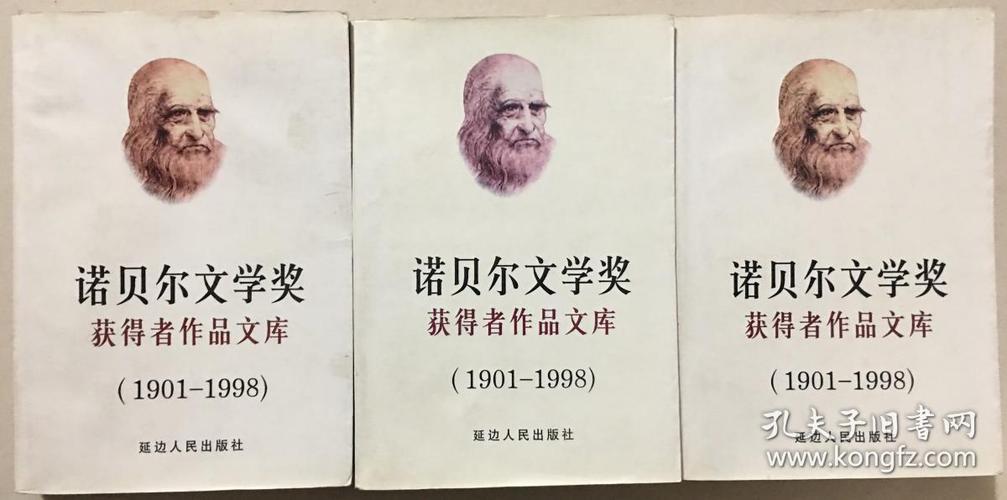 诺贝尔文学奖
获得者作品文库
(1901-1998)
延边人民出版社
诺贝尔文学奖
获得者作品文库
(1901-1998)
延边人民出版社
诺贝尔文学奖
获得者作品文库
(1901-1998)
延边人民出版社
孔夫子旧书网
www.kongfz.com